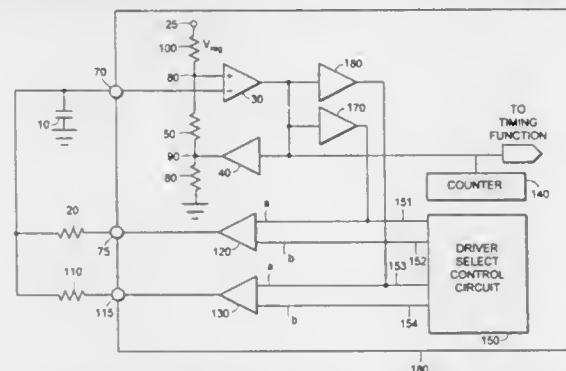 25
100
V reg
80
70
+
−
30
180
170
10
50
90
40
80
TO
TIMING
FUNCTION
COUNTER
140
20
75
a
b
120
151
152
DRIVER
SELECT
CONTROL
CIRCUIT
150
110
115
a
b
130
153
154
180